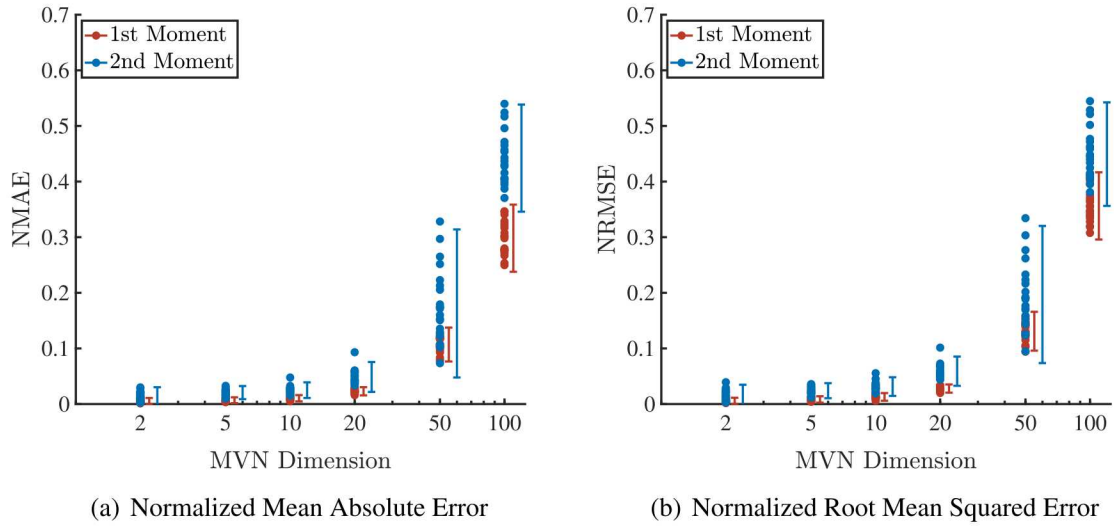 0.7
0.6
0.5
0.4
0.3
0.2
0.1
0
NMAE
1st Moment
2nd Moment
2 5 10 20 50 100
MVN Dimension
(a) Normalized Mean Absolute Error
0.7
0.6
0.5
0.4
0.3
0.2
0.1
0
NRMSE
1st Moment
2nd Moment
2 5 10 20 50 100
MVN Dimension
(b) Normalized Root Mean Squared Error